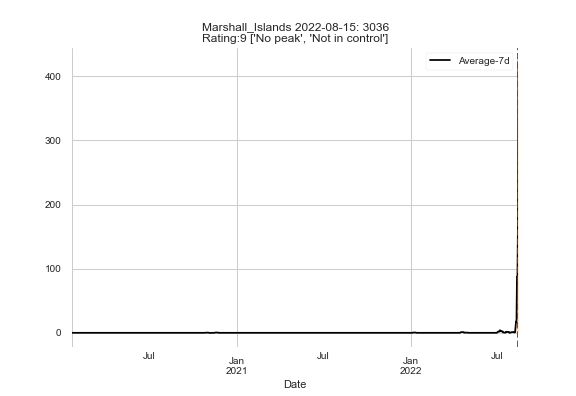 Marshall_Islands 2022-08-15: 3036
Rating:9 ['No peak', 'Not in control']
Average-7d
400
300
200
100
0
Jul
Jan
2021
Jul
Jan
2022
Jul
Date